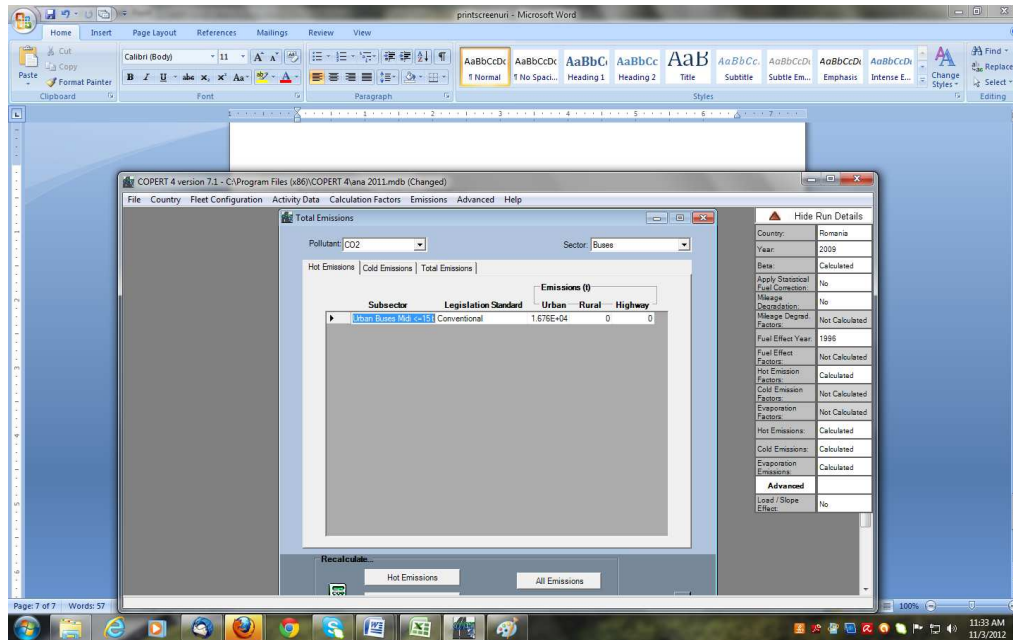 printscreenuri - Microsoft Word
Home Insert Page Layout References Mailings Review View
Cut
Copy
Paste
Format Painter
Clipboard
Calibri (Body) 11
Font
Paragraph
AaBbCcDc AaBbCcDc AaBbC AaBbCc AaB AaBbCc. AaBbCcDi AaBbCcDi AaBbCcDi
¶ Normal ¶ No Spaci... Heading 1 Heading 2 Title Subtitle Subtle Em... Emphasis Intense E...
Change Styles
Styles
Find
Replace
Select
Editing
COPERT 4 version 7.1 - C:\Program Files (x86)\COPERT 4\ana 2011.mdb (Changed)
File Country Fleet Configuration Activity Data Calculation Factors Emissions Advanced Help
Total Emissions
Pollutant: CO2 Sector: Buses
Hot Emissions Cold Emissions Total Emissions
Emissions (t)
Subsector Legislation Standard Urban Rural Highway
Urban Buses Midi <=15 t Conventional 1.676E+04 0 0
Recalculate...
Hot Emissions All Emissions
Hide Run Details
Country: Romania
Year: 2009
Beta: Calculated
Apply Statistical Fuel Correction: No
Mileage Degradation: No
Mileage Degrad. Factors: Not Calculated
Fuel Effect Year: 1996
Fuel Effect Factors: Not Calculated
Hot Emission Factors: Calculated
Cold Emission Factors: Not Calculated
Evaporation Factors: Not Calculated
Hot Emissions: Calculated
Cold Emissions: Calculated
Evaporation Emissions: Calculated
Advanced
Load / Slope Effect: No
Page: 7 of 7 Words: 57
100%
11:33 AM
11/3/2012